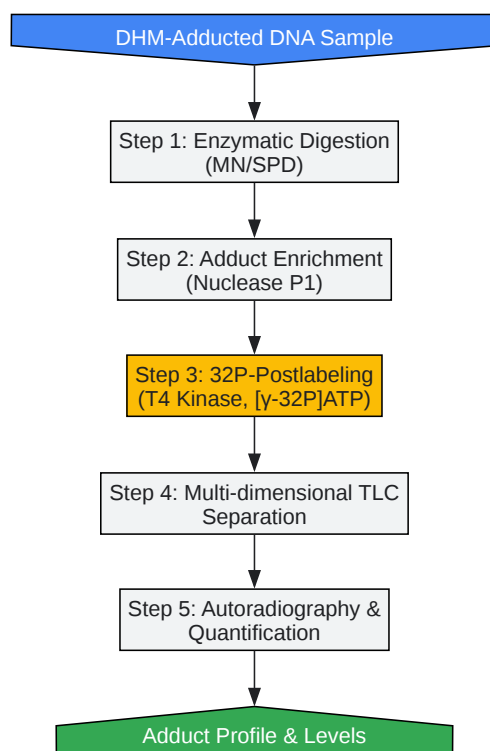 DHM-Adducted DNA Sample
Step 1: Enzymatic Digestion
(MN/SPD)
Step 2: Adduct Enrichment
(Nuclease P1)
Step 3: 32P-Postlabeling
(T4 Kinase, [γ-32P]ATP)
Step 4: Multi-dimensional TLC
Separation
Step 5: Autoradiography &
Quantification
Adduct Profile & Levels